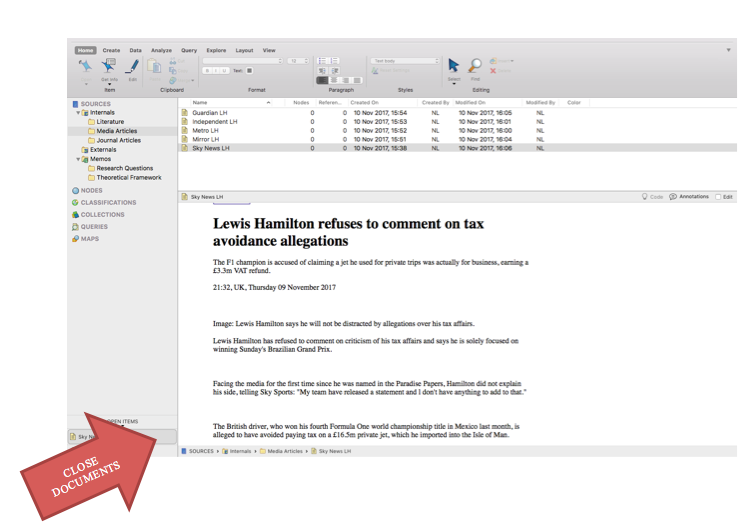 Home Create Data Analyze Query Explore Layout View
Get Info Edit
B I U Text:
Text body
Select Find
Item Clipboard Format Paragraph Styles Editing
SOURCES
Internals
Literature
Media Articles
Journal Articles
Externals
Memos
Research Questions
Theoretical Framework
NODES
CLASSIFICATIONS
COLLECTIONS
QUERIES
MAPS
OPEN ITEMS
Sky
Name Nodes Referen... Created On Created By Modified On Modified By Color
Guardian LH 0 0 10 Nov 2017, 15:54 NL 10 Nov 2017, 16:05 NL
Independent LH 0 0 10 Nov 2017, 15:53 NL 10 Nov 2017, 16:01 NL
Metro LH 0 0 10 Nov 2017, 15:52 NL 10 Nov 2017, 16:00 NL
Mirror LH 0 0 10 Nov 2017, 15:51 NL 10 Nov 2017, 16:04 NL
Sky News LH 0 0 10 Nov 2017, 15:38 NL 10 Nov 2017, 16:06 NL
Sky News LH Code Annotations Edit
Lewis Hamilton refuses to comment on tax
avoidance allegations
The F1 champion is accused of claiming a jet he used for private trips was actually for business, earning a
£3.3m VAT refund.
21:32, UK, Thursday 09 November 2017
Image: Lewis Hamilton says he will not be distracted by allegations over his tax affairs.
Lewis Hamilton has refused to comment on criticism of his tax affairs and says he is solely focused on
winning Sunday's Brazilian Grand Prix.
Facing the media for the first time since he was named in the Paradise Papers, Hamilton did not explain
his side, telling Sky Sports: "My team have released a statement and I don't have anything to add to that."
The British driver, who won his fourth Formula One world championship title in Mexico last month, is
alleged to have avoided paying tax on a £16.5m private jet, which he imported into the Isle of Man.
SOURCES Internals Media Articles Sky News LH
CLOSE
DOCUMENTS